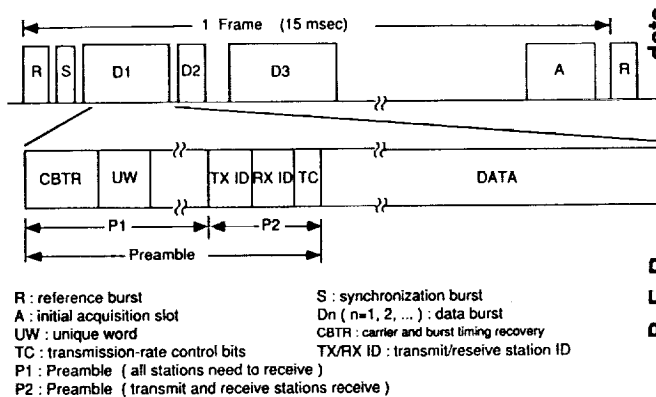 1 Frame (15 msec)
R S D1 D2 D3 A R
CBTR UW TX ID RX ID TC DATA
P1 P2
Preamble
R : reference burst
S : synchronization burst
A : initial acquisition slot
Dn ( n=1, 2, ... ) : data burst
UW : unique word
CBTR : carrier and burst timing recovery
TC : transmission-rate control bits
TX/RX ID : transmit/reseive station ID
P1 : Preamble ( all stations need to receive )
P2 : Preamble ( transmit and receive stations receive )
data